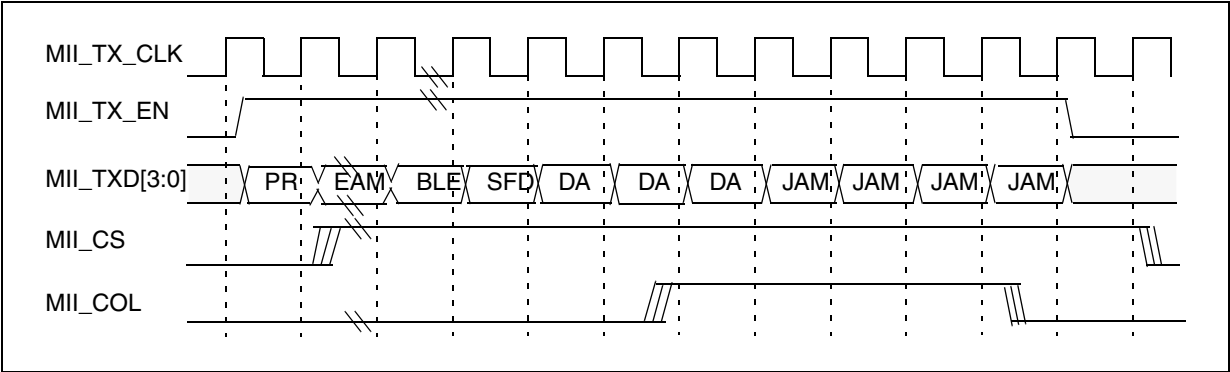 MII_TX_CLK
MII_TX_EN
MII_TXD[3:0] PR EAM BLE SFD DA DA DA JAM JAM JAM JAM
MII_CS
MII_COL